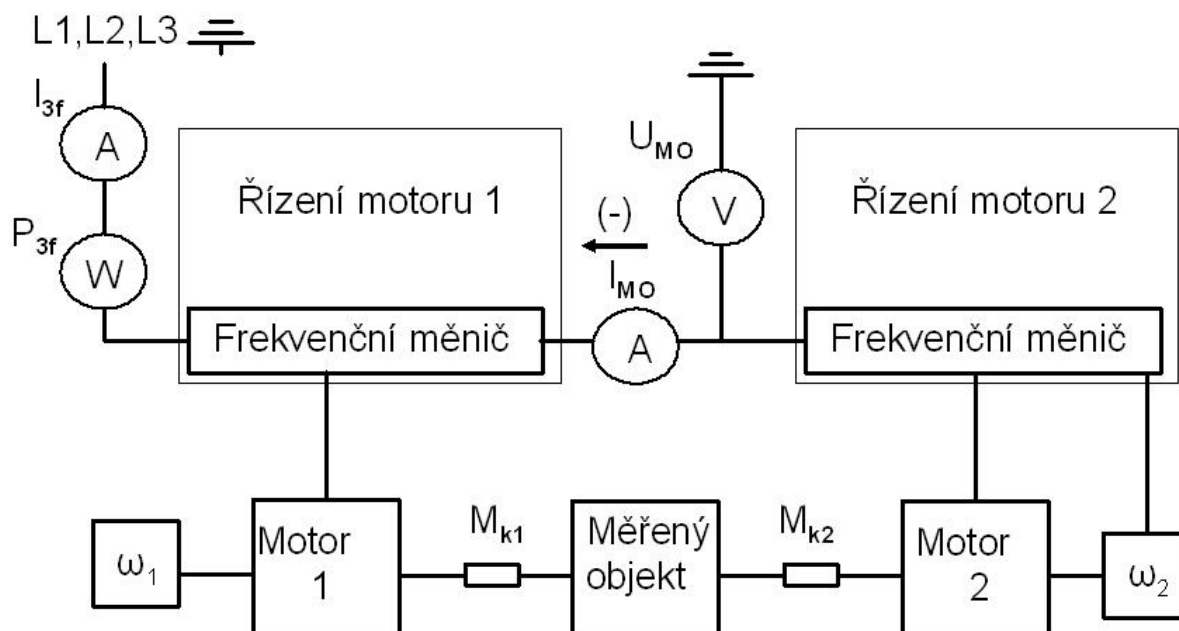 L1,L2,L3
I3f
A
P3f
W
Řízení motoru 1
Frekvenční měnič
(-)
IMO
A
UMO
V
Řízení motoru 2
Frekvenční měnič
ω1
Motor
1
Mk1
Měřený
objekt
Mk2
Motor
2
ω2